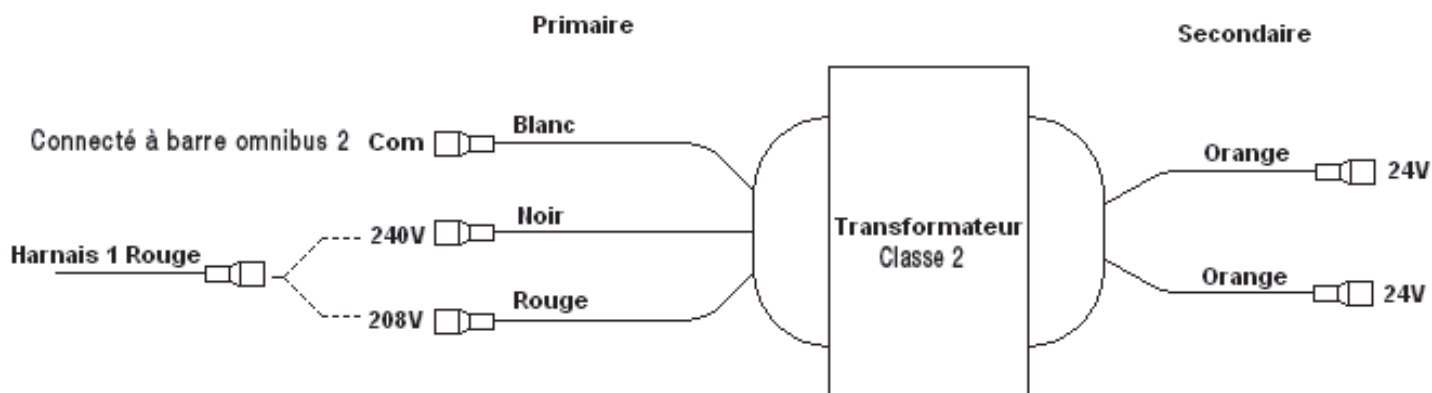 Primaire
Secondaire
Connecté à barre omnibus 2 Com
Blanc
Orange
24V
Harnais 1 Rouge
240V
Noir
Transformateur
Classe 2
208V
Rouge
Orange
24V